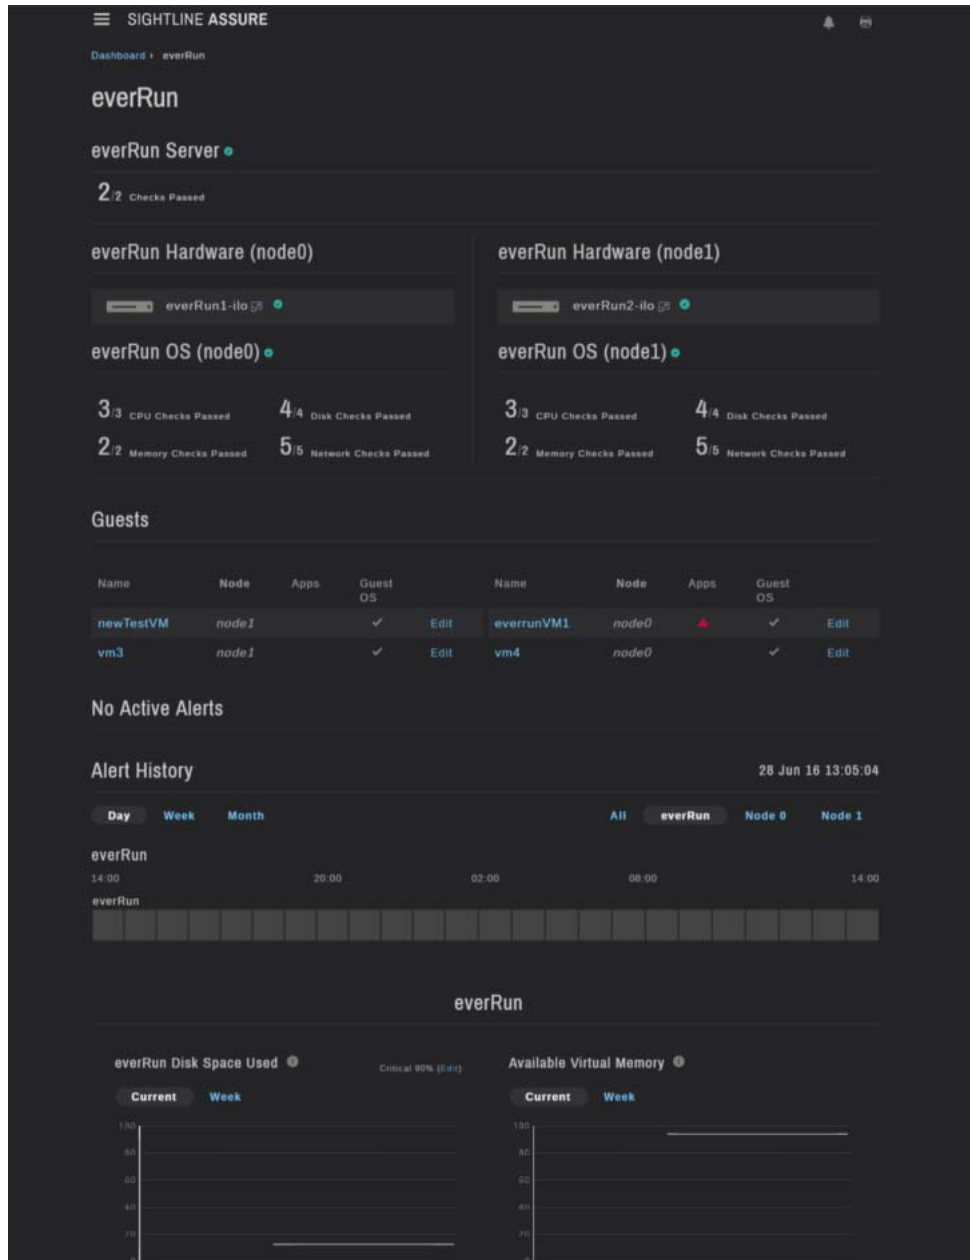 SIGHTLINE ASSURE
Dashboard › everRun
everRun
everRun Server
2/2 Checks Passed
everRun Hardware (node0)
everRun1-ilo
everRun OS (node0)
3/3 CPU Checks Passed 4/4 Disk Checks Passed
2/2 Memory Checks Passed 5/5 Network Checks Passed
everRun Hardware (node1)
everRun2-ilo
everRun OS (node1)
3/3 CPU Checks Passed 4/4 Disk Checks Passed
2/2 Memory Checks Passed 5/5 Network Checks Passed
Guests
Name Node Apps Guest OS Name Node Apps Guest OS
newTestVM node1 Edit everrunVM1 node0 Edit
vm3 node1 Edit vm4 node0 Edit
No Active Alerts
Alert History 28 Jun 16 13:05:04
Day Week Month All everRun Node 0 Node 1
everRun
14:00 20:00 02:00 08:00 14:00
everRun
everRun
everRun Disk Space Used Critical 90% (Edit)
Current Week
100
80
60
40
20
0
Available Virtual Memory
Current Week
100
80
60
40
20
0